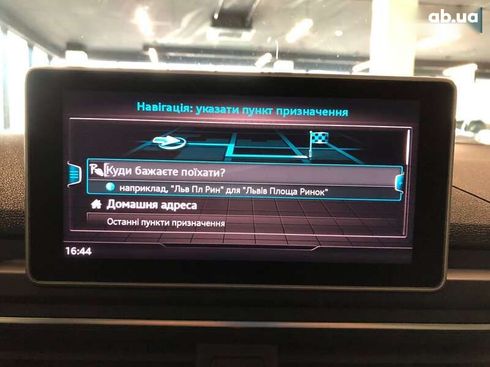 ab.ua
Навігація: указати пункт призначення
Куди бажаєте поїхати?
наприклад, "Льв Пл Рин" для "Львів Площа Ринок"
Домашня адреса
Останні пункти призначення
16:44